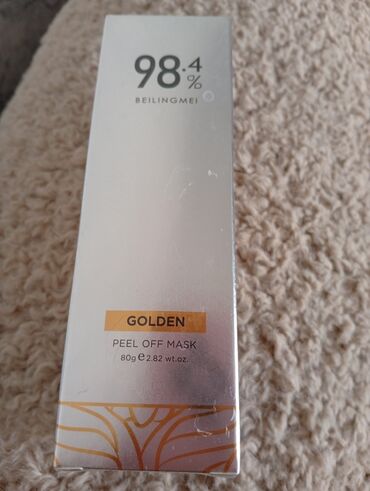 98.4%
BEILINGMEI
GOLDEN
PEEL OFF MASK
80g e 2.82 wt.oz.